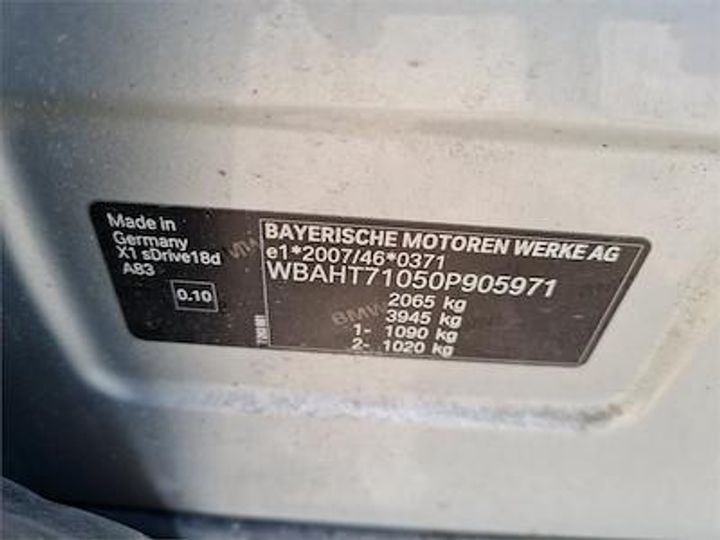 Made in
Germany
X1 sDrive18d
A83
0.10
BAYERISCHE MOTOREN WERKE AG
e1*2007/46*0371
WBAHT71050P905971
2065 kg
3945 kg
1- 1090 kg
2- 1020 kg
BMW